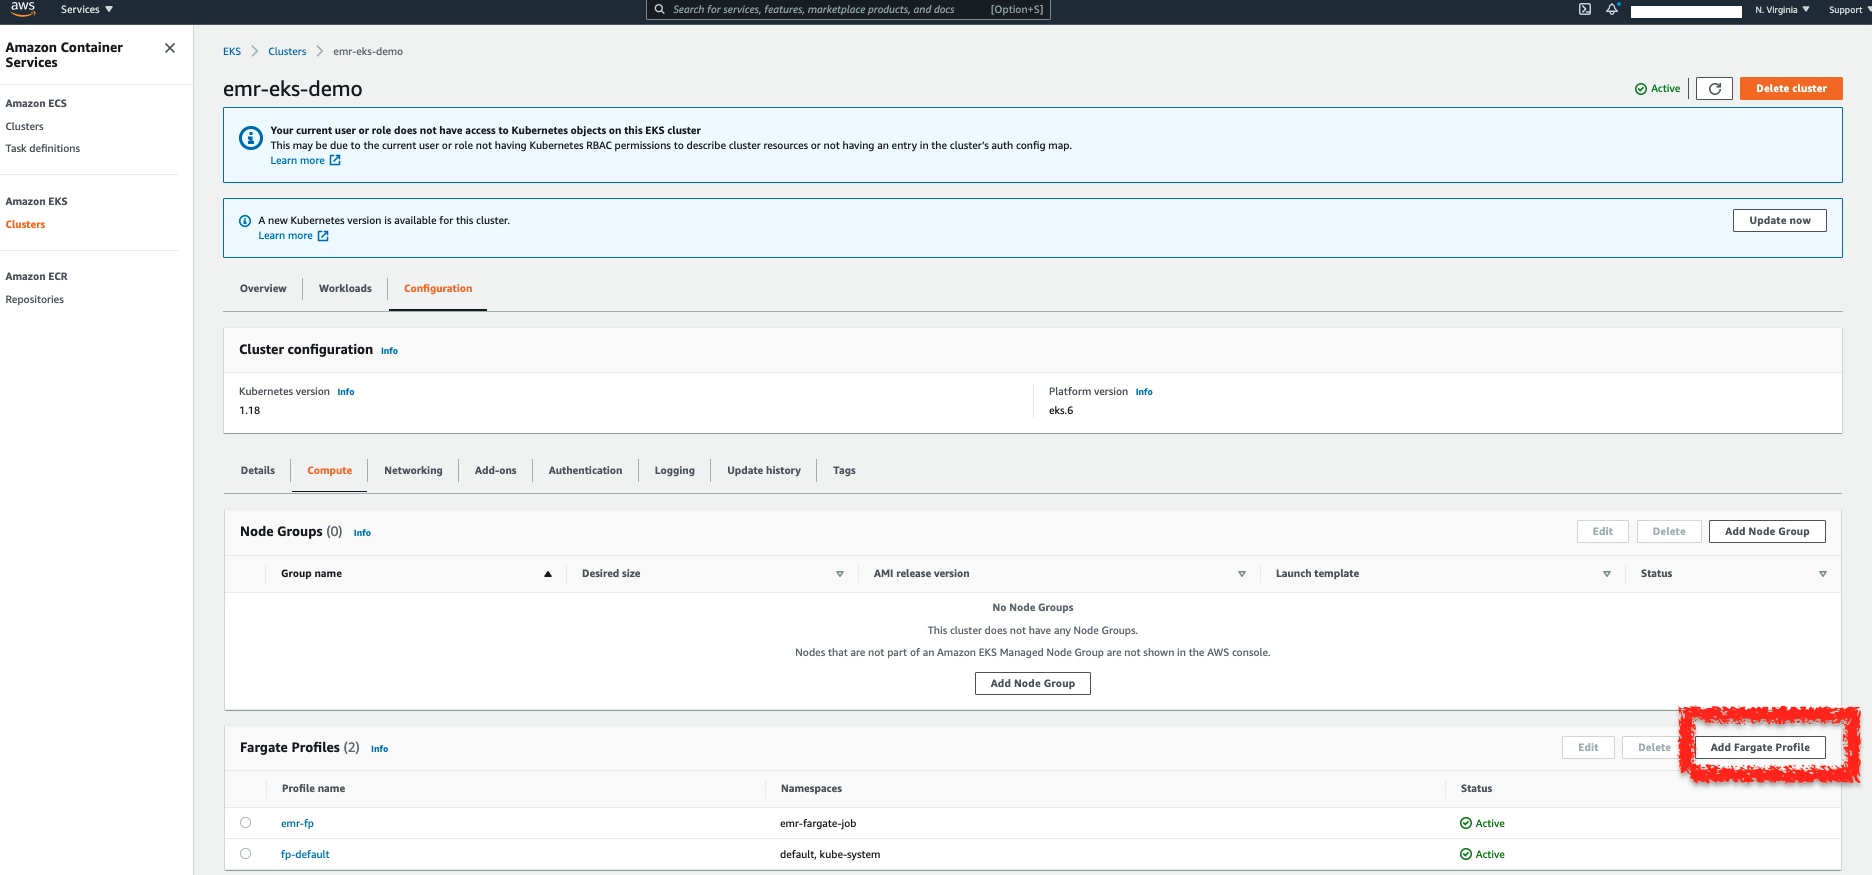 aws
Services
Search for services, features, marketplace products, and docs [Option+S]
N. Virginia
Support
Amazon Container
Services
Amazon ECS
Clusters
Task definitions
Amazon EKS
Clusters
Amazon ECR
Repositories
EKS Clusters emr-eks-demo
emr-eks-demo
Active
Delete cluster
Your current user or role does not have access to Kubernetes objects on this EKS cluster
This may be due to the current user or role not having Kubernetes RBAC permissions to describe cluster resources or not having an entry in the cluster's auth config map.
Learn more
A new Kubernetes version is available for this cluster.
Learn more
Update now
Overview Workloads Configuration
Cluster configuration Info
Kubernetes version Info
1.18
Platform version Info
eks.6
Details Compute Networking Add-ons Authentication Logging Update history Tags
Node Groups (0) Info
Edit Delete Add Node Group
Group name Desired size AMI release version Launch template Status
No Node Groups
This cluster does not have any Node Groups.
Nodes that are not part of an Amazon EKS Managed Node Group are not shown in the AWS console.
Add Node Group
Fargate Profiles (2) Info
Edit Delete Add Fargate Profile
Profile name Namespaces Status
emr-fp emr-fargate-job Active
fp-default default, kube-system Active